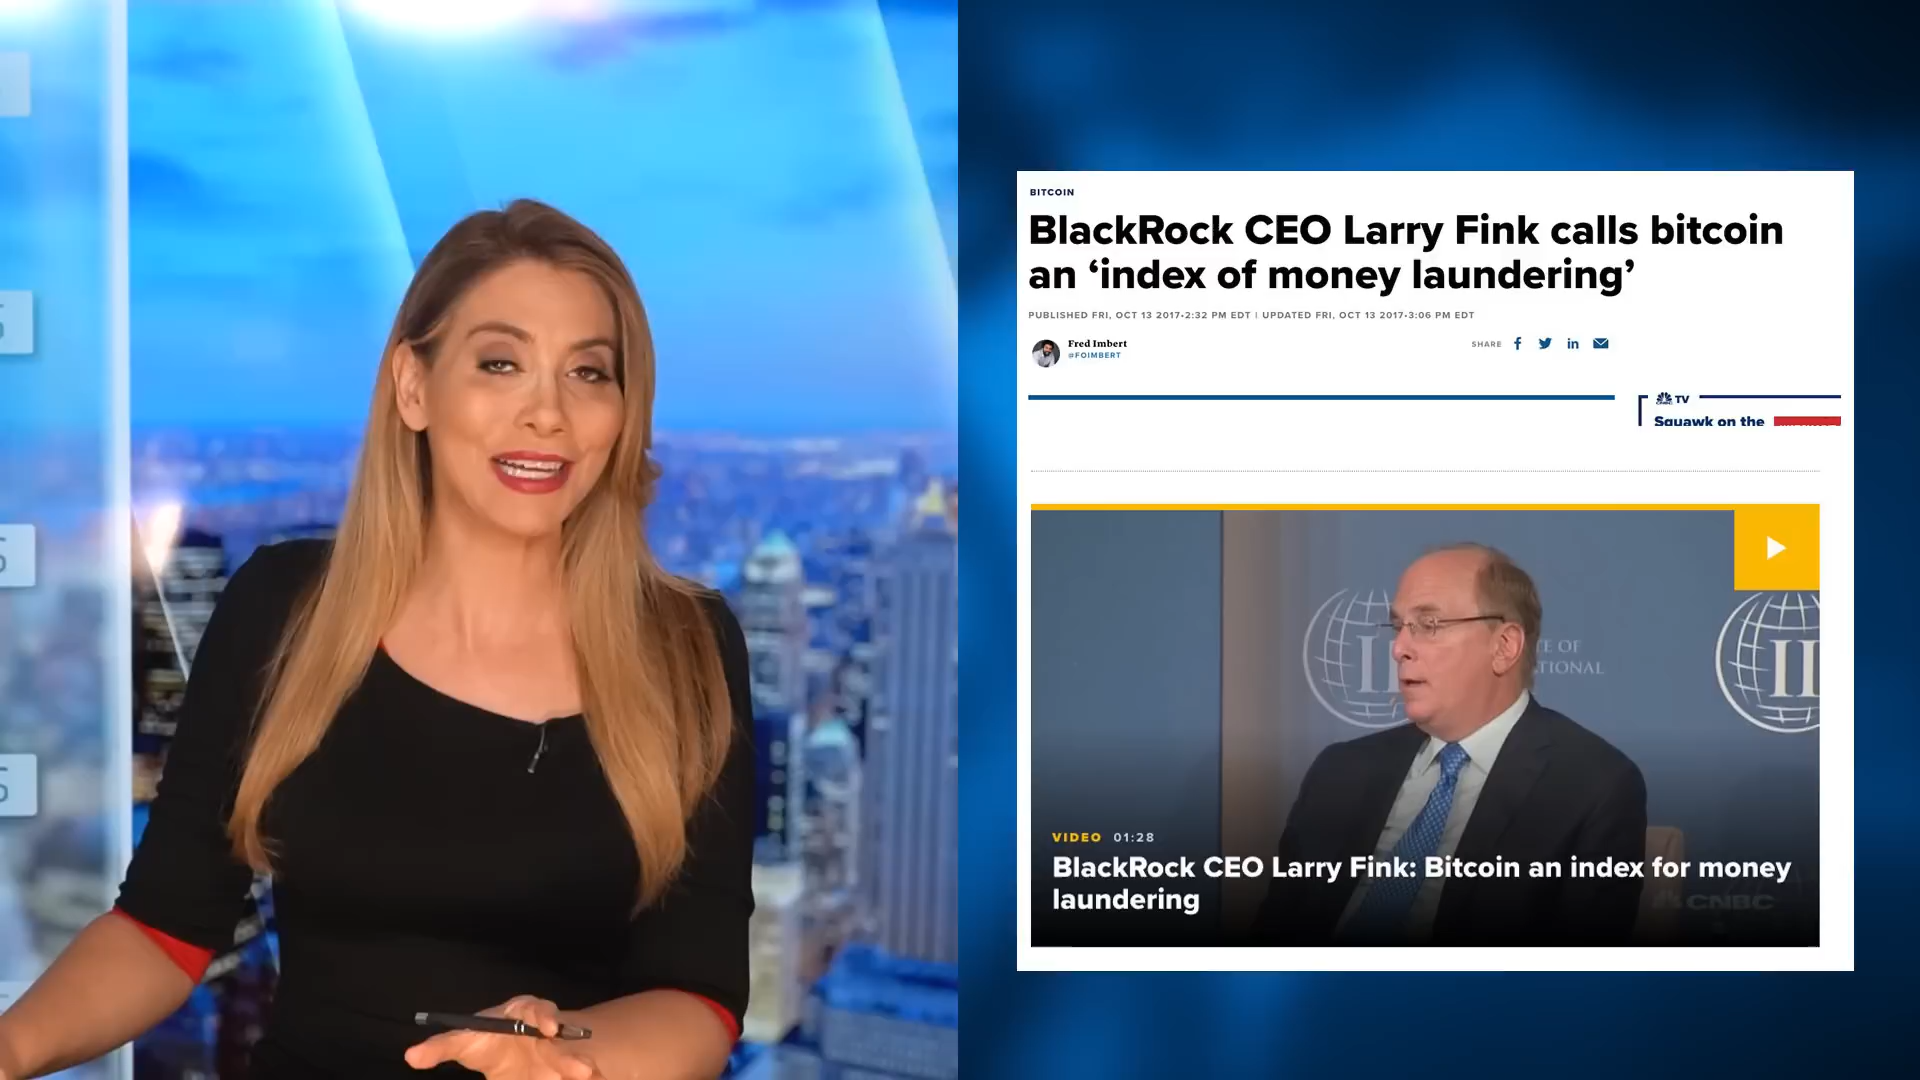 BITCOIN
BlackRock CEO Larry Fink calls bitcoin
an ‘index of money laundering’
PUBLISHED FRI, OCT 13 2017•2:32 PM EDT | UPDATED FRI, OCT 13 2017•3:06 PM EDT
Fred Imbert
@FOIMBERT
SHARE
TV
Squawk on the
VIDEO 01:28
BlackRock CEO Larry Fink: Bitcoin an index for money
laundering
CNBC